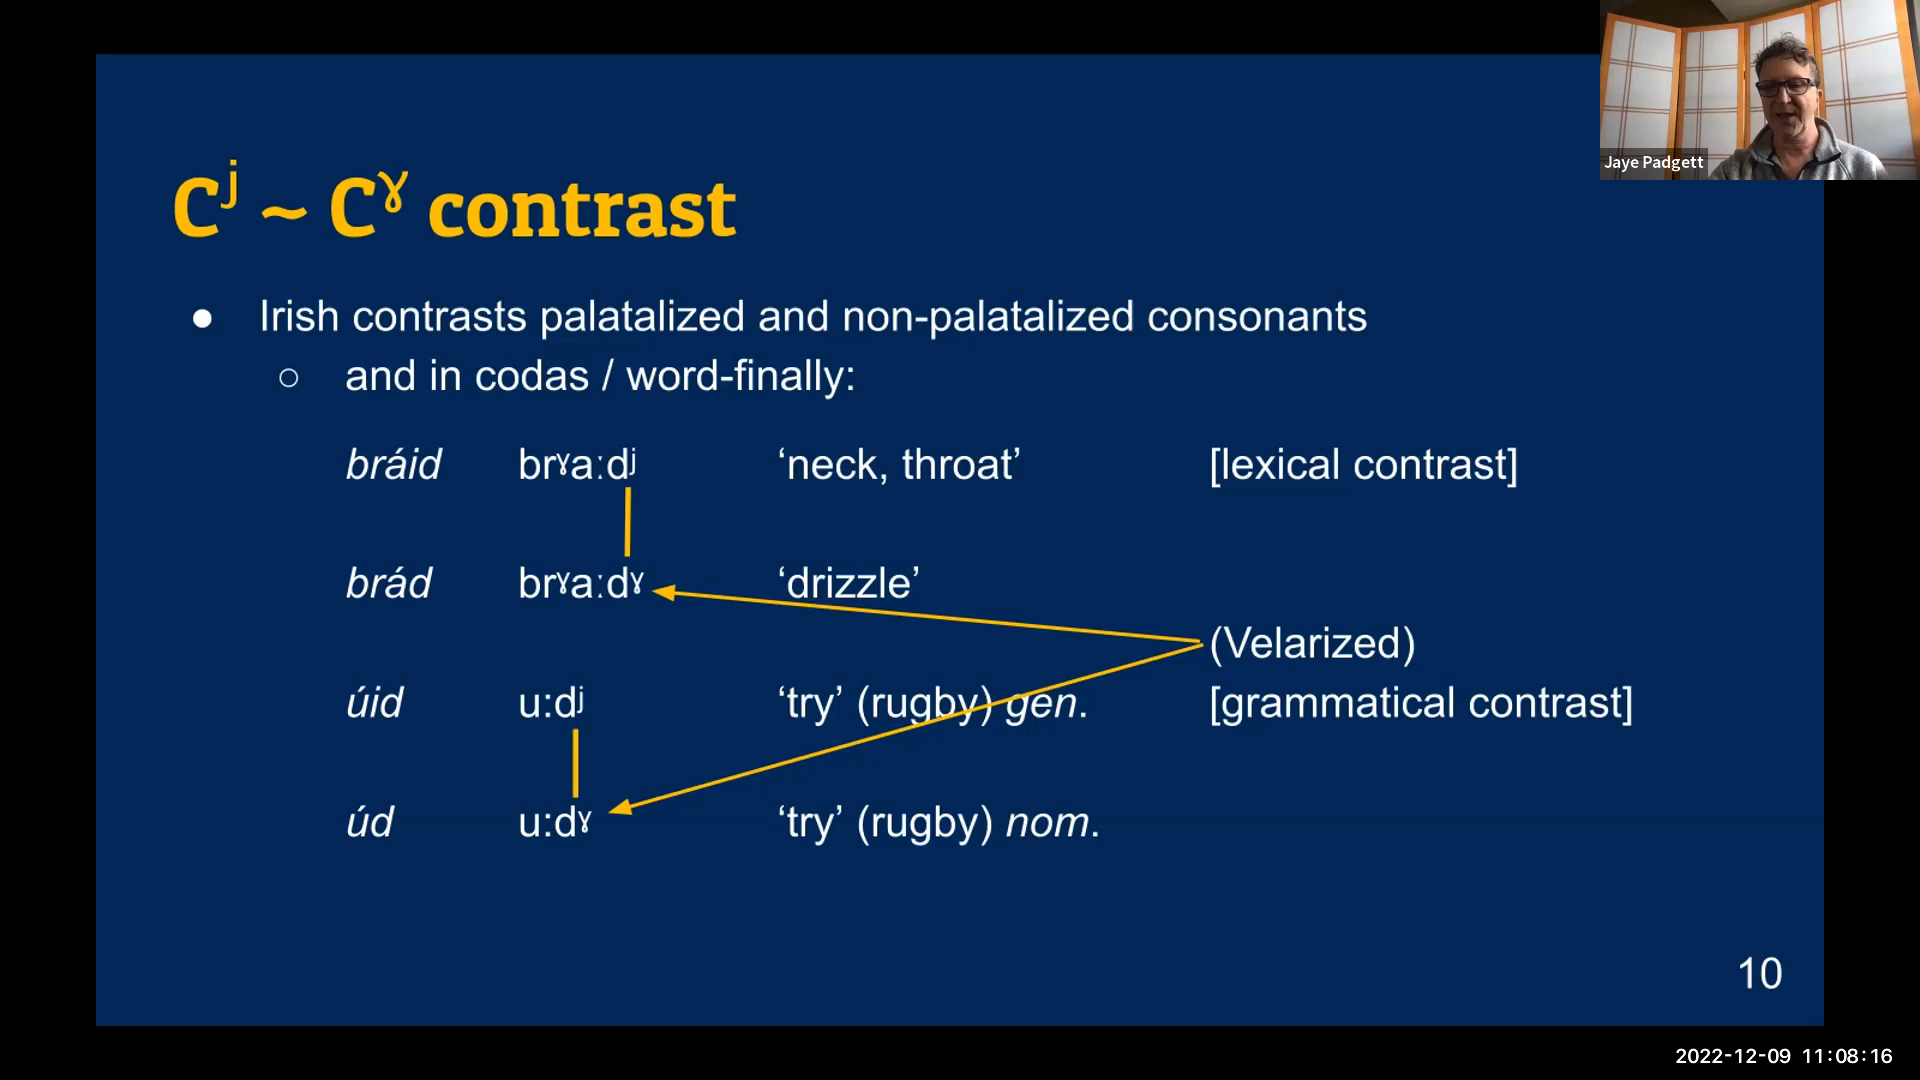 Jaye Padgett
Cʲ ~ Cˠ contrast
● Irish contrasts palatalized and non-palatalized consonants
○ and in codas / word-finally:
bráid brˠaːdʲ ‘neck, throat’ [lexical contrast]
brád brˠaːdˠ ‘drizzle’
(Velarized)
úid u:dʲ ‘try’ (rugby) gen. [grammatical contrast]
úd u:dˠ ‘try’ (rugby) nom.
10
2022-12-09 11:08:16